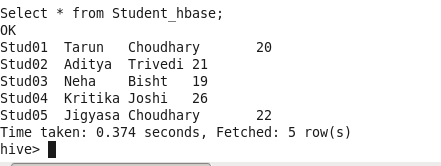 Select * from Student_hbase;
OK
Stud01  Tarun   Choudhary       20
Stud02  Aditya  Trivedi 21
Stud03  Neha    Bisht   19
Stud04  Kritika Joshi   26
Stud05  Jigyasa Choudhary       22
Time taken: 0.374 seconds, Fetched: 5 row(s)
hive>